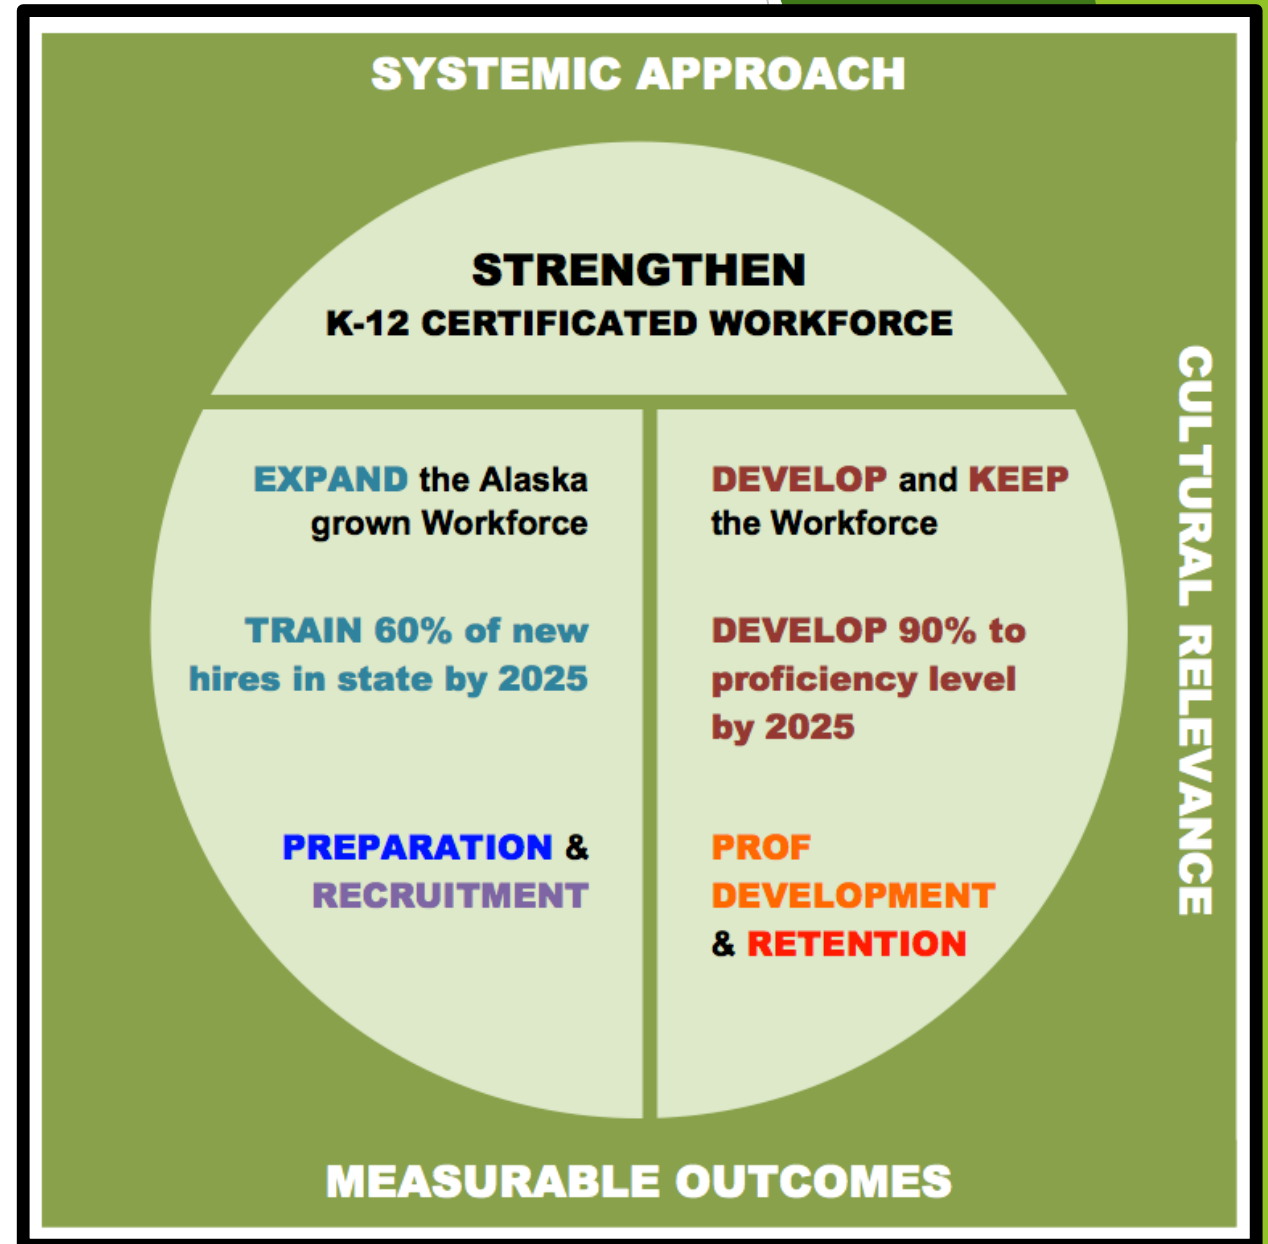 SYSTEMIC APPROACH
STRENGTHEN
K-12 CERTIFICATED WORKFORCE
EXPAND the Alaska
grown Workforce
TRAIN 60% of new
hires in state by 2025
PREPARATION &
RECRUITMENT
DEVELOP and KEEP
the Workforce
DEVELOP 90% to
proficiency level
by 2025
PROF
DEVELOPMENT
& RETENTION
CULTURAL RELEVANCE
MEASURABLE OUTCOMES